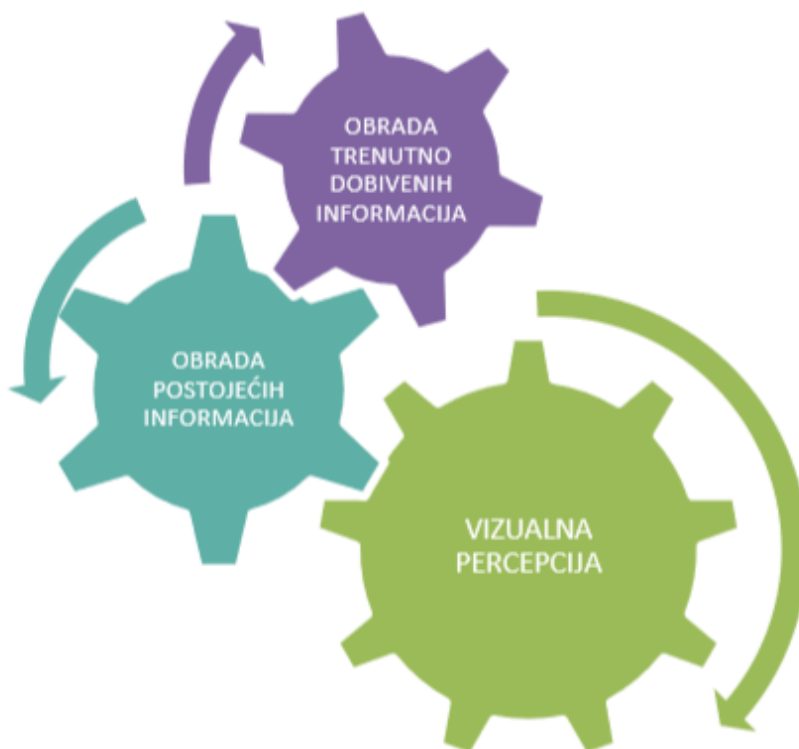 OBRADA
TRENUTNO
DOBIVENIH
INFORMACIJA
OBRADA
POSTOJEĆIH
INFORMACIJA
VIZUALNA
PERCEPCIJA